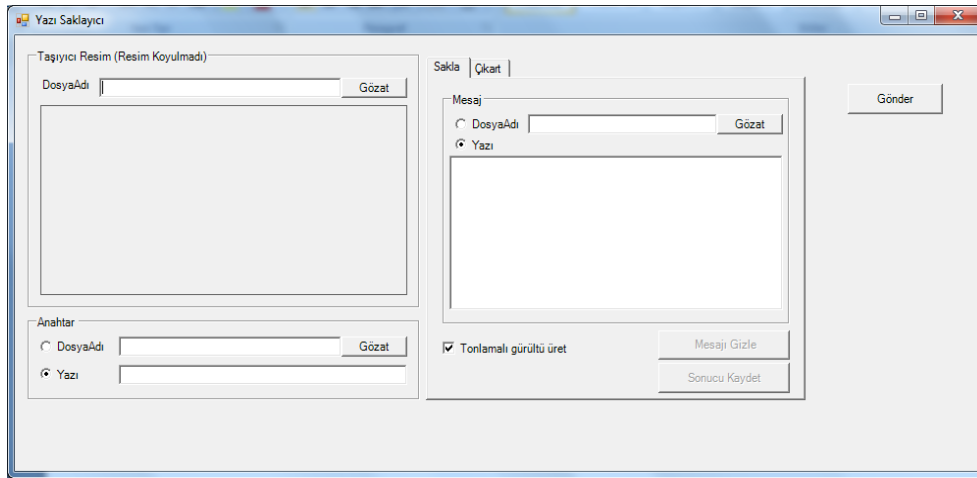 Yazı Saklayıcı
Taşıyıcı Resim (Resim Koyulmadı)
DosyaAdı
Gözat
Sakla
Çıkart
Mesaj
DosyaAdı
Gözat
Yazı
Gönder
Anahtar
DosyaAdı
Gözat
Yazı
Tonlamalı gürültü üret
Mesajı Gizle
Sonucu Kaydet